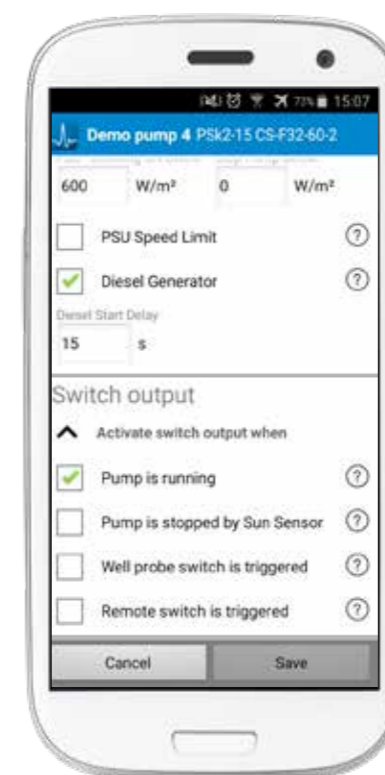 73% 15:07
Demo pump 4 PSk2-15 CS-F32-60-2
600 W/m² 0 W/m²
PSU Speed Limit ?
Diesel Generator ?
Diesel Start Delay
15 s
Switch output
Activate switch output when
Pump is running ?
Pump is stopped by Sun Sensor ?
Well probe switch is triggered ?
Remote switch is triggered ?
Cancel Save